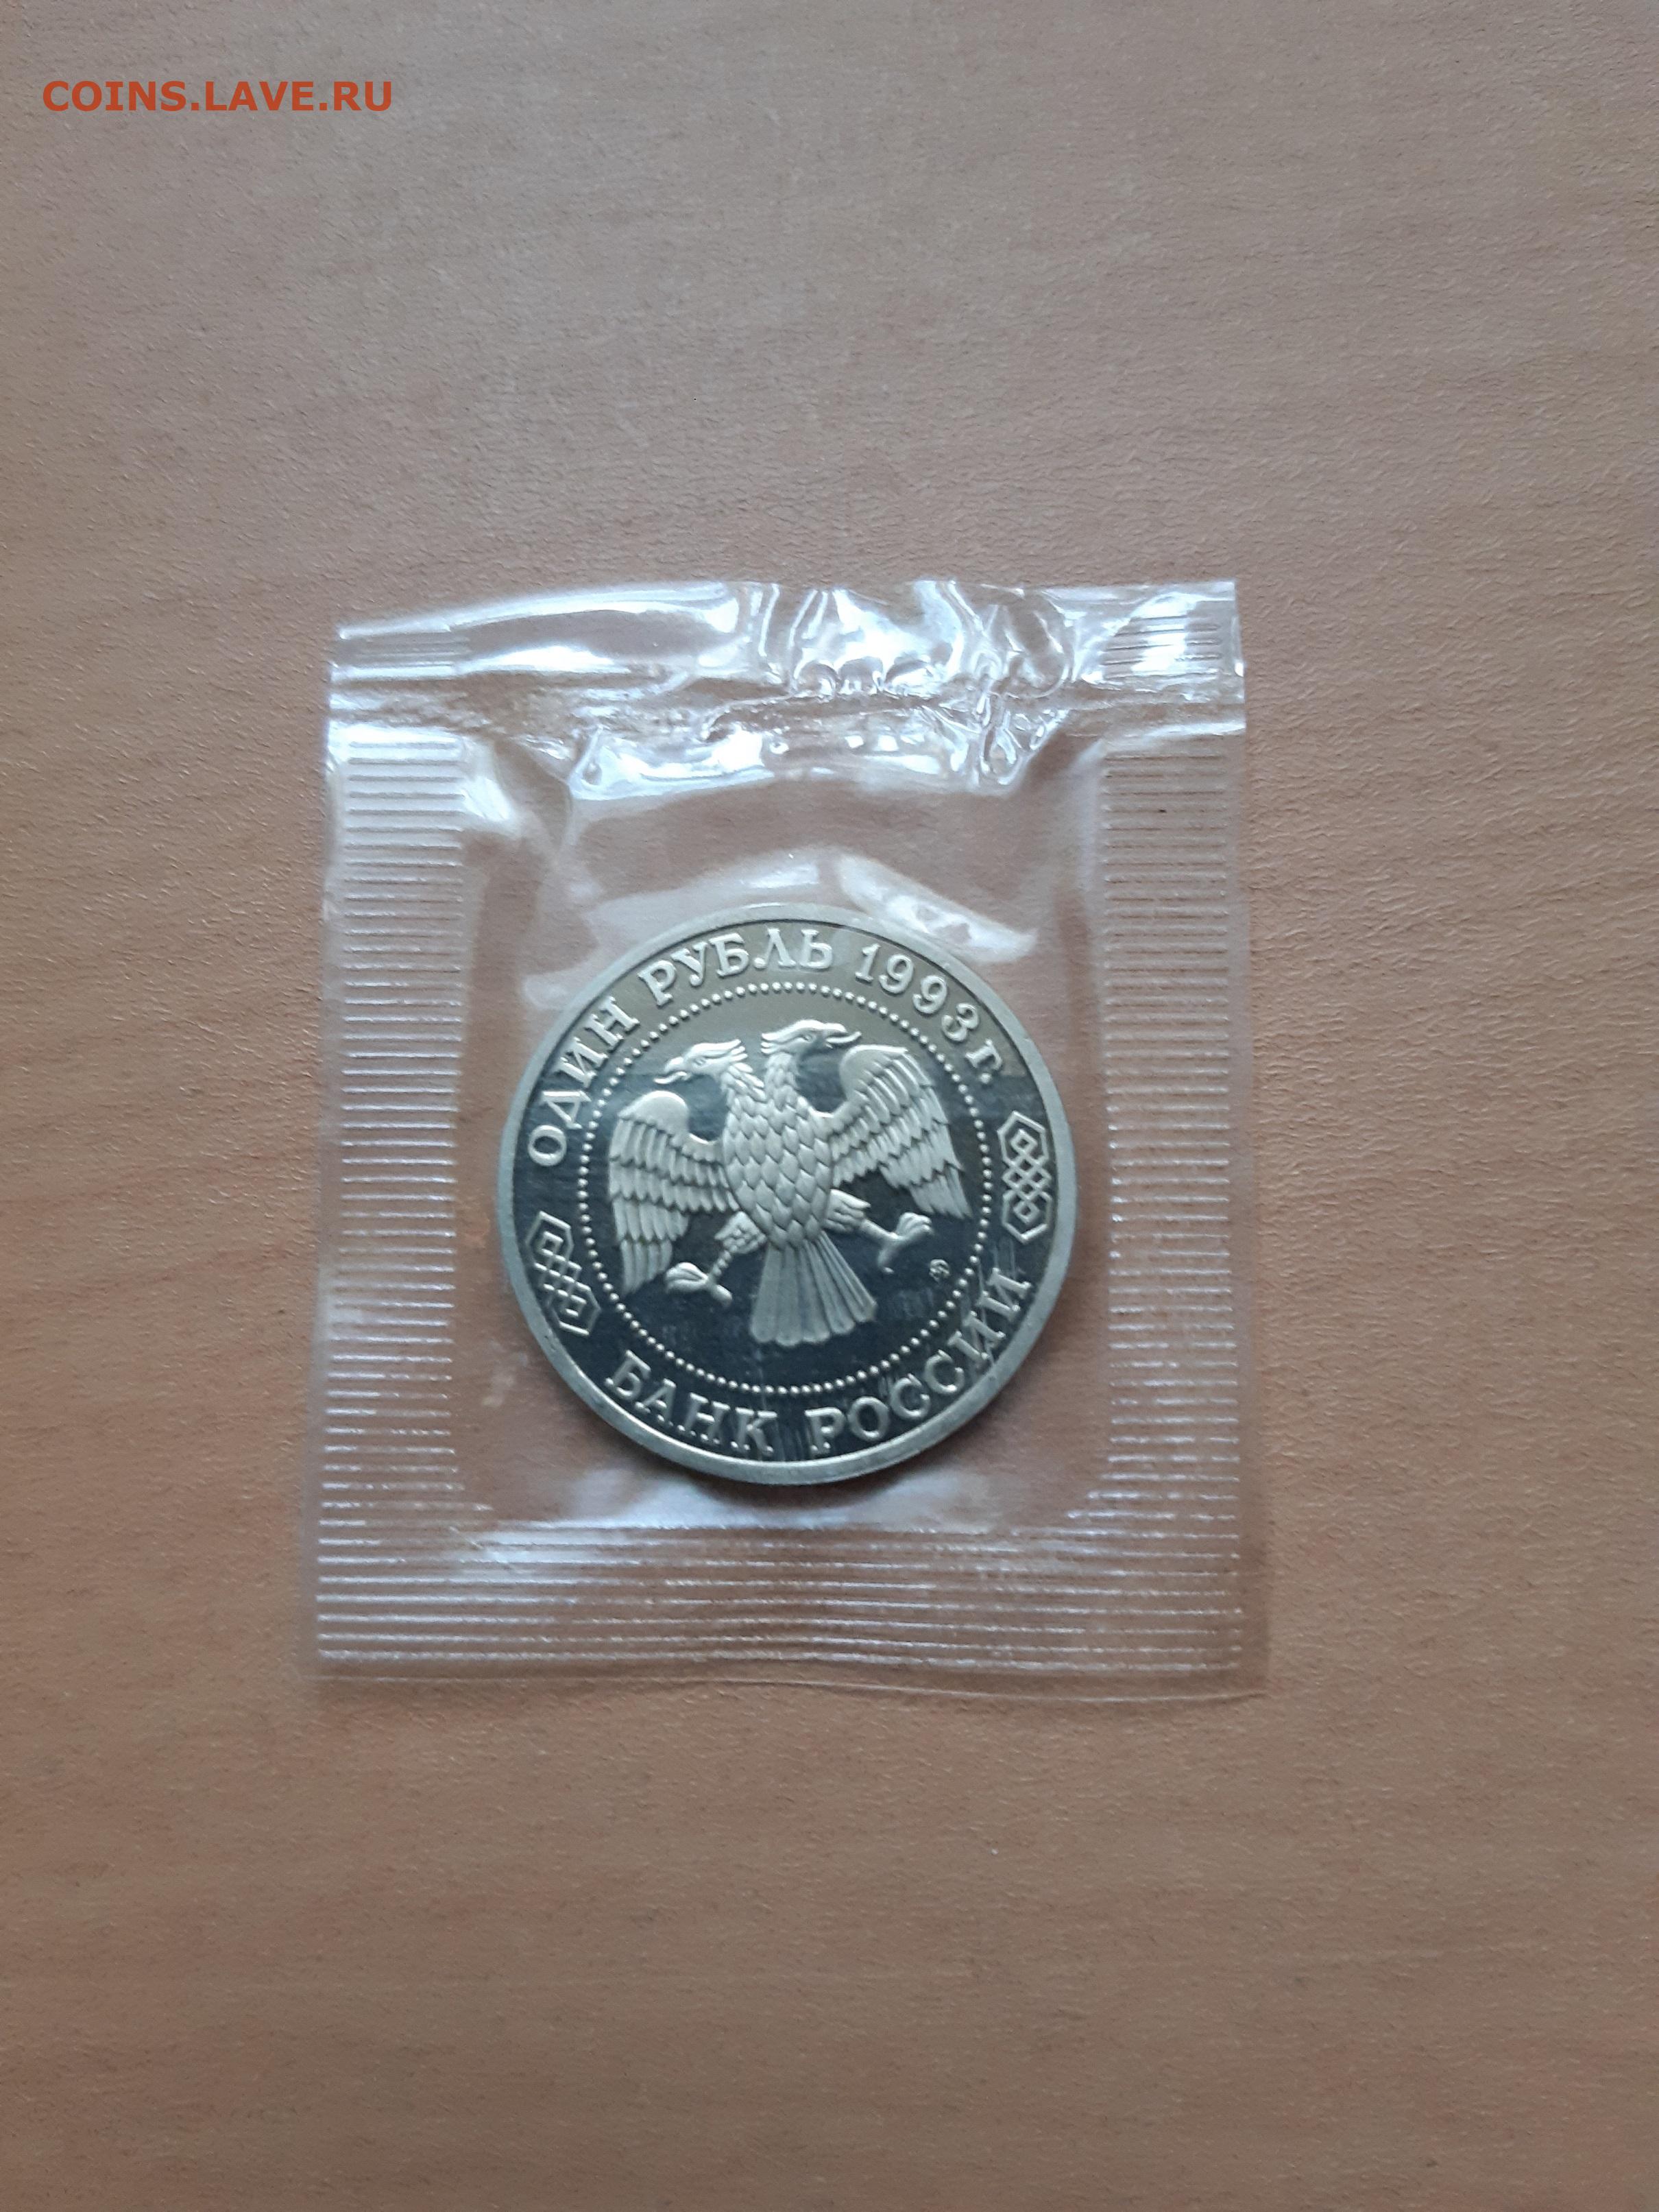 COINS.LAVE.RU
ОДИН РУБЛЬ 1993 г.
БАНК РОССИИ